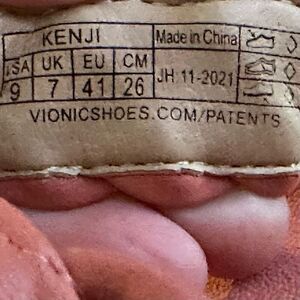 KENJI
USA UK EU CM
9 7 41 26
Made in China
JH: 11-2021
VIONICSHOES.COM/PATENTS